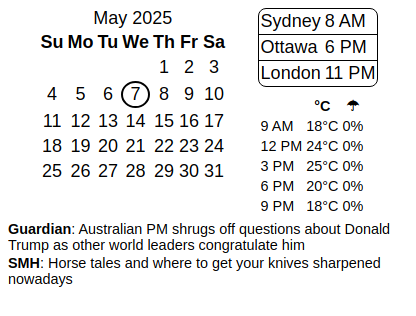 May 2025
Su Mo Tu We Th Fr Sa
1 2 3
4 5 6 7 8 9 10
11 12 13 14 15 16 17
18 19 20 21 22 23 24
25 26 27 28 29 30 31
Sydney 8 AM
Ottawa 6 PM
London 11 PM
°C ☂
9 AM 18°C 0%
12 PM 24°C 0%
3 PM 25°C 0%
6 PM 20°C 0%
9 PM 18°C 0%
Guardian: Australian PM shrugs off questions about Donald
Trump as other world leaders congratulate him
SMH: Horse tales and where to get your knives sharpened
nowadays